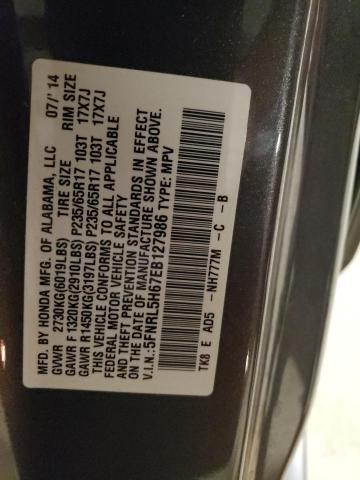 MFD. BY HONDA MFG. OF ALABAMA, LLC 07/' 14
GVWR 2730KG(6019LBS) TIRE SIZE RIM SIZE
GAWR F 1320KG(2910LBS) P235/65R17 103T 17X7J
GAWR R1450KG(3197LBS) P235/65R17 103T 17X7J
THIS VEHICLE CONFORMS TO ALL APPLICABLE
FEDERAL MOTOR VEHICLE SAFETY
AND THEFT PREVENTION STANDARDS IN EFFECT
ON THE DATE OF MANUFACTURE SHOWN ABOVE.
V.I.N.:5FNRL5H67EB127986 TYPE: MPV
TK8 E AD5 -NH777M - C - B